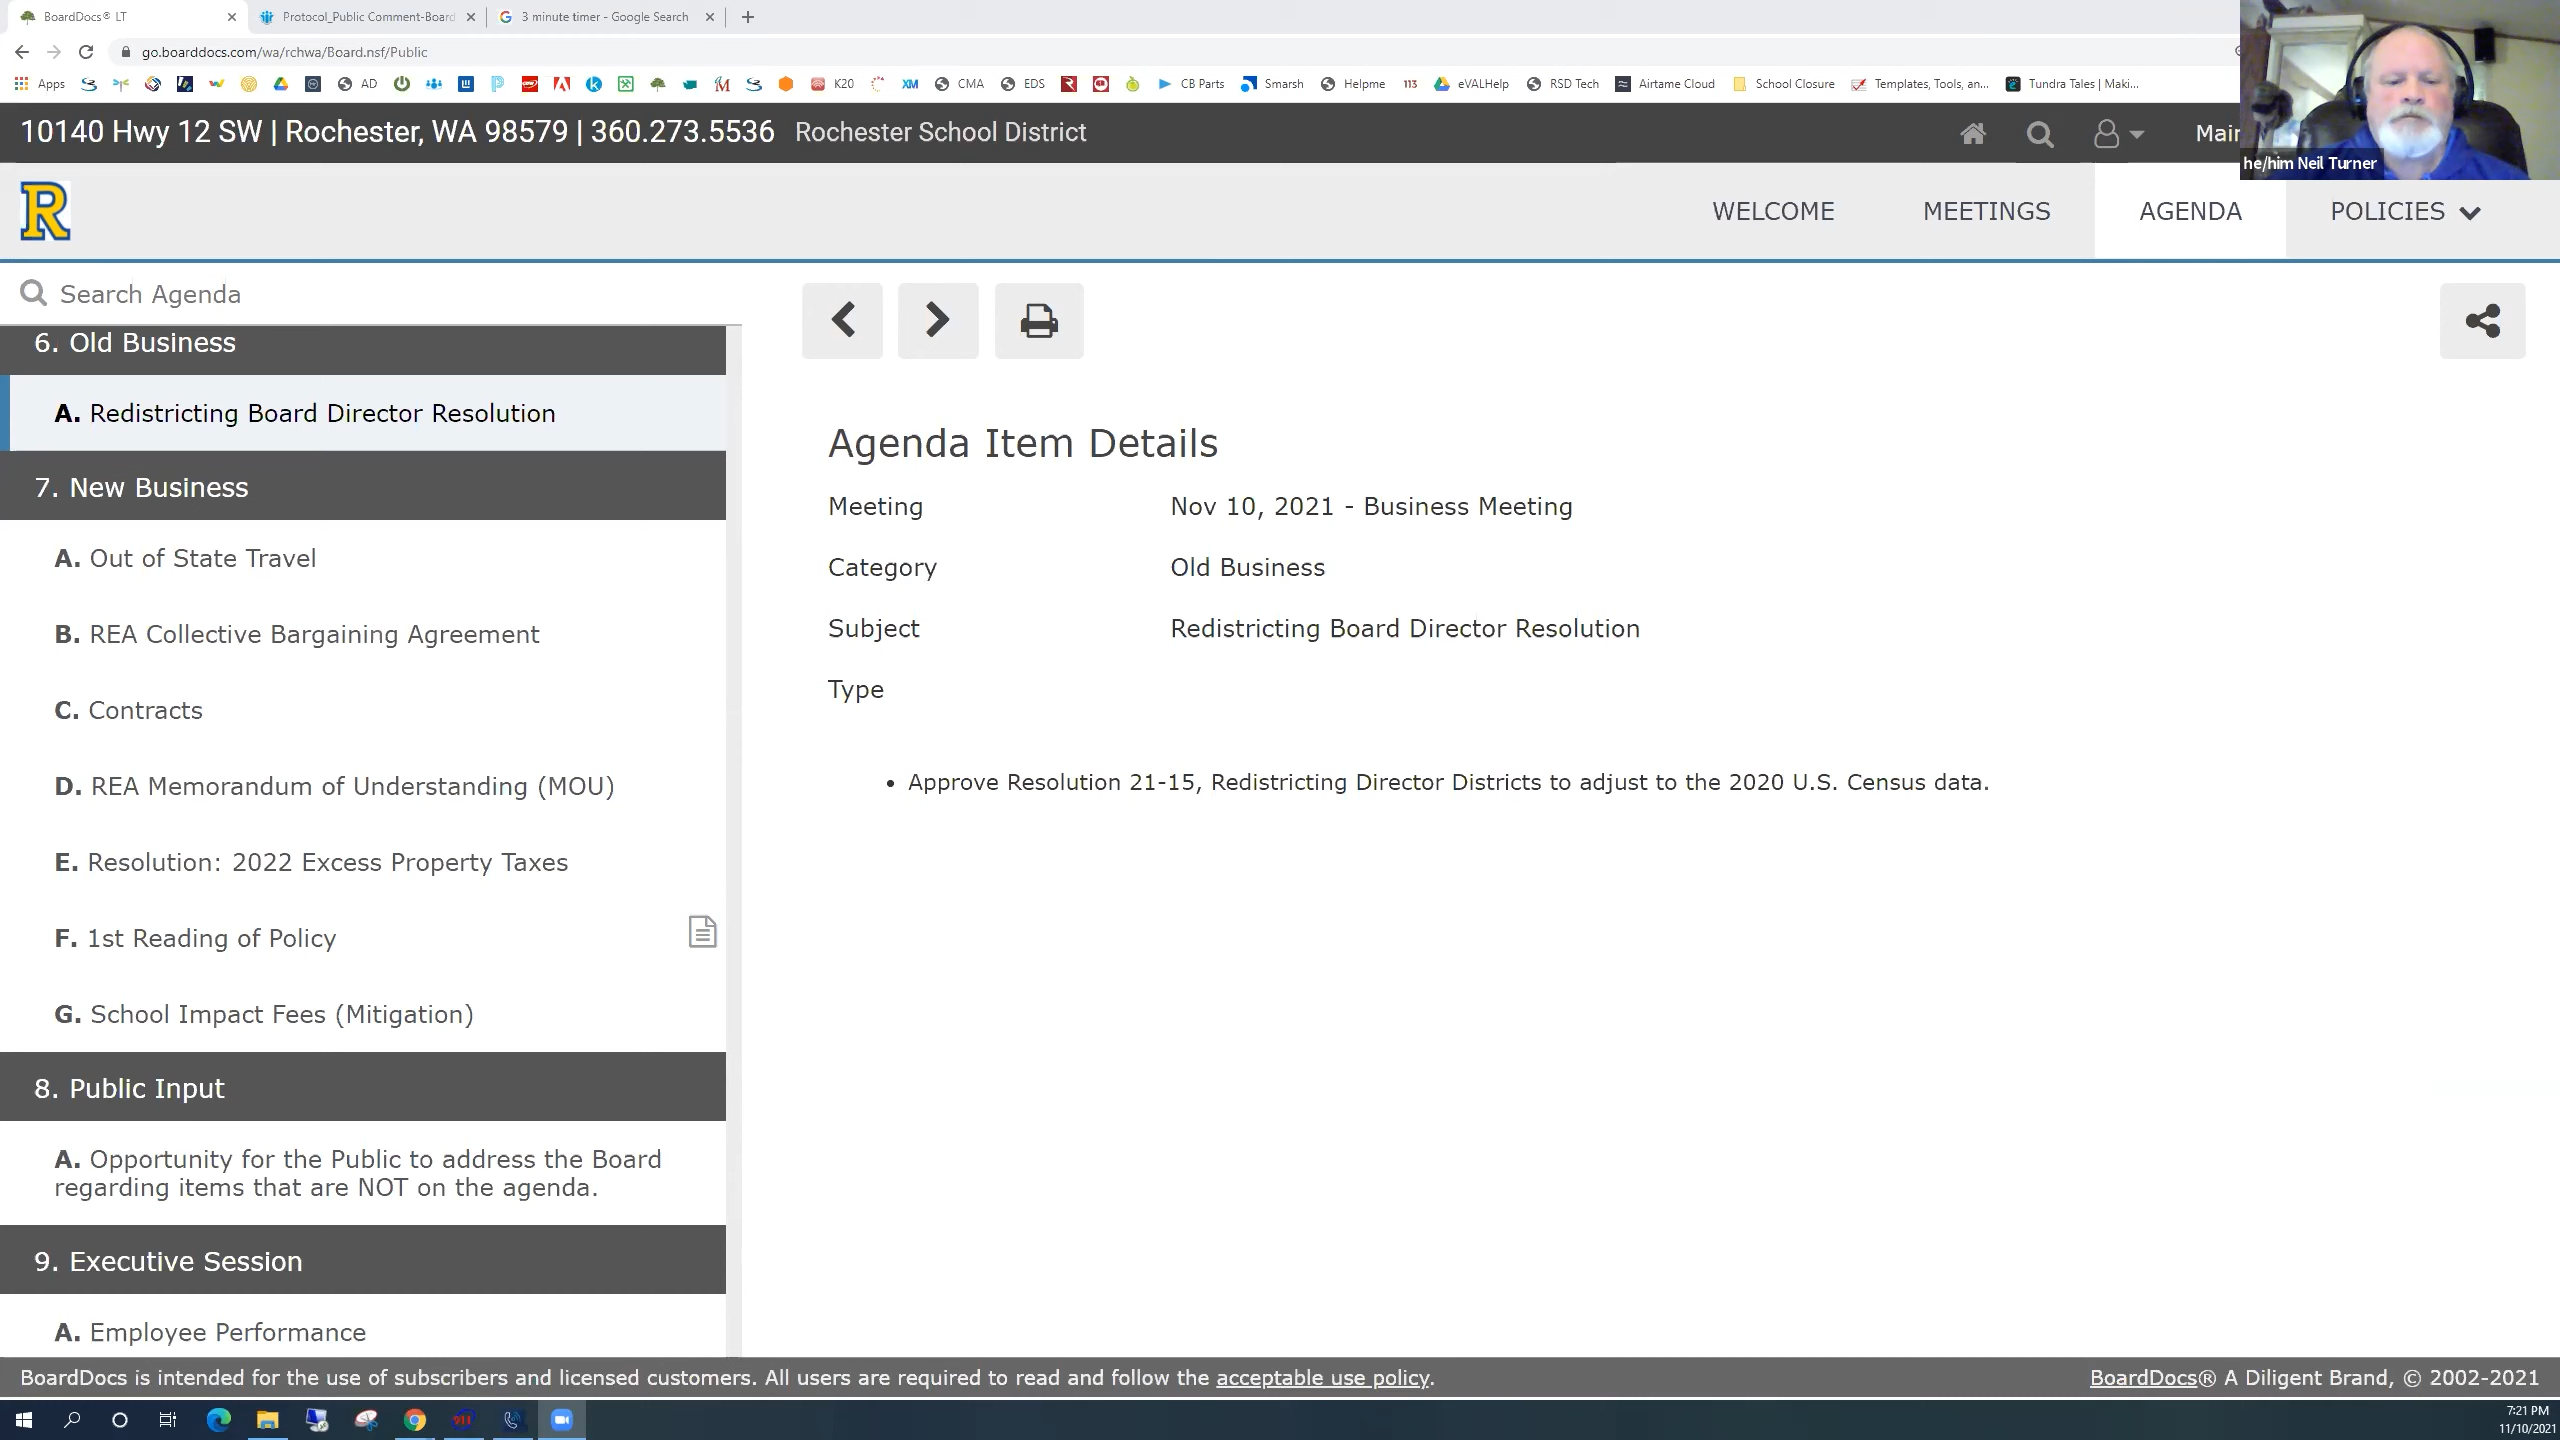 BoardDocs® LT
Protocol_Public Comment-Board
3 minute timer - Google Search
go.boarddocs.com/wa/rchwa/Board.nsf/Public
Apps
AD
K20
XM
CMA
EDS
CB Parts
Smarsh
Helpme
113
eVALHelp
RSD Tech
Airtame Cloud
School Closure
Templates, Tools, an...
Tundra Tales | Maki...
10140 Hwy 12 SW | Rochester, WA 98579 | 360.273.5536 Rochester School District
he/him Neil Turner
R
WELCOME
MEETINGS
AGENDA
POLICIES
Search Agenda
6. Old Business
A. Redistricting Board Director Resolution
7. New Business
A. Out of State Travel
B. REA Collective Bargaining Agreement
C. Contracts
D. REA Memorandum of Understanding (MOU)
E. Resolution: 2022 Excess Property Taxes
F. 1st Reading of Policy
G. School Impact Fees (Mitigation)
8. Public Input
A. Opportunity for the Public to address the Board
regarding items that are NOT on the agenda.
9. Executive Session
A. Employee Performance
Agenda Item Details
Meeting Nov 10, 2021 - Business Meeting
Category Old Business
Subject Redistricting Board Director Resolution
Type
• Approve Resolution 21-15, Redistricting Director Districts to adjust to the 2020 U.S. Census data.
BoardDocs is intended for the use of subscribers and licensed customers. All users are required to read and follow the acceptable use policy.
BoardDocs® A Diligent Brand, © 2002-2021
911
7:21 PM
11/10/2021